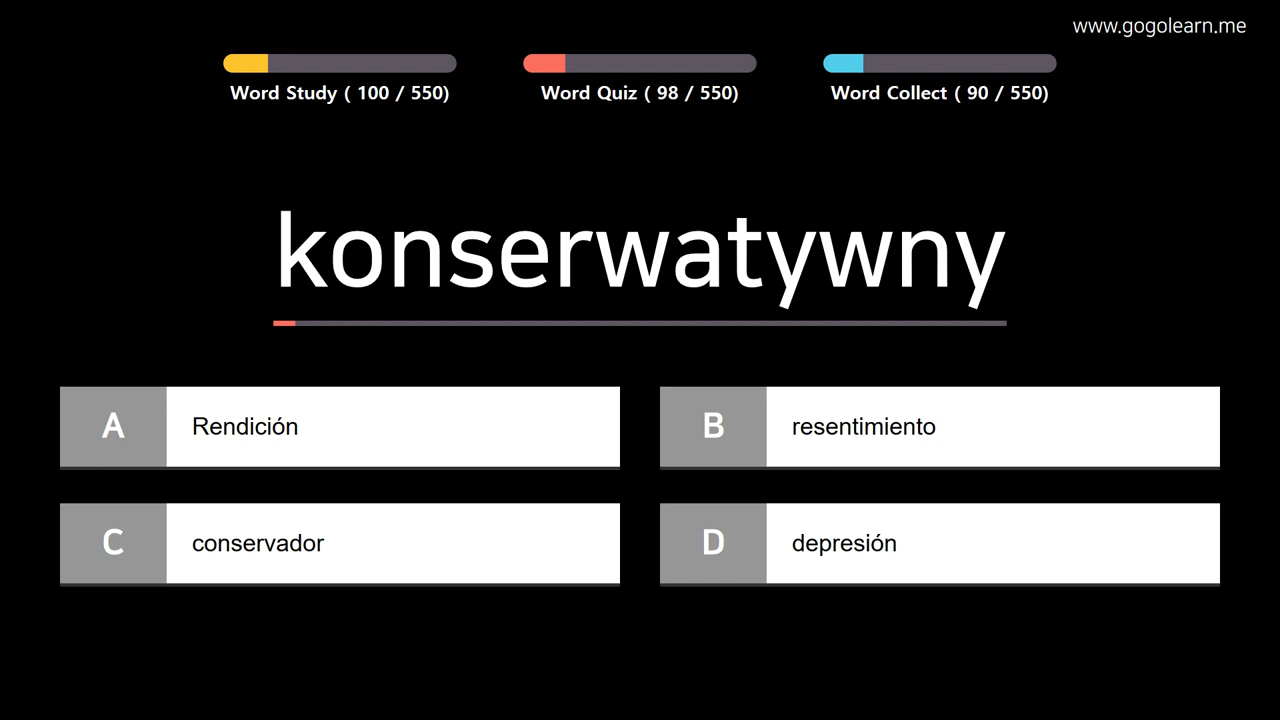 www.gogolearn.me
Word Study ( 100 / 550)
Word Quiz ( 98 / 550)
Word Collect ( 90 / 550)
konserwatywny
A Rendición
B resentimiento
C conservador
D depresión